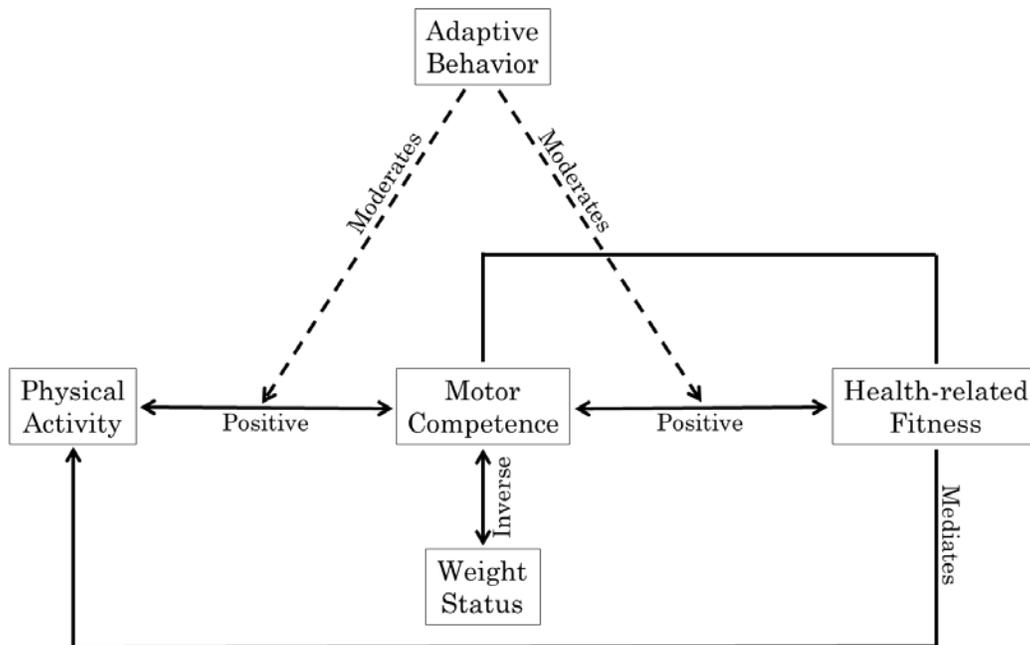 Adaptive
Behavior
Moderates
Moderates
Physical
Activity
Positive
Motor
Competence
Positive
Health-related
Fitness
Inverse
Mediates
Weight
Status